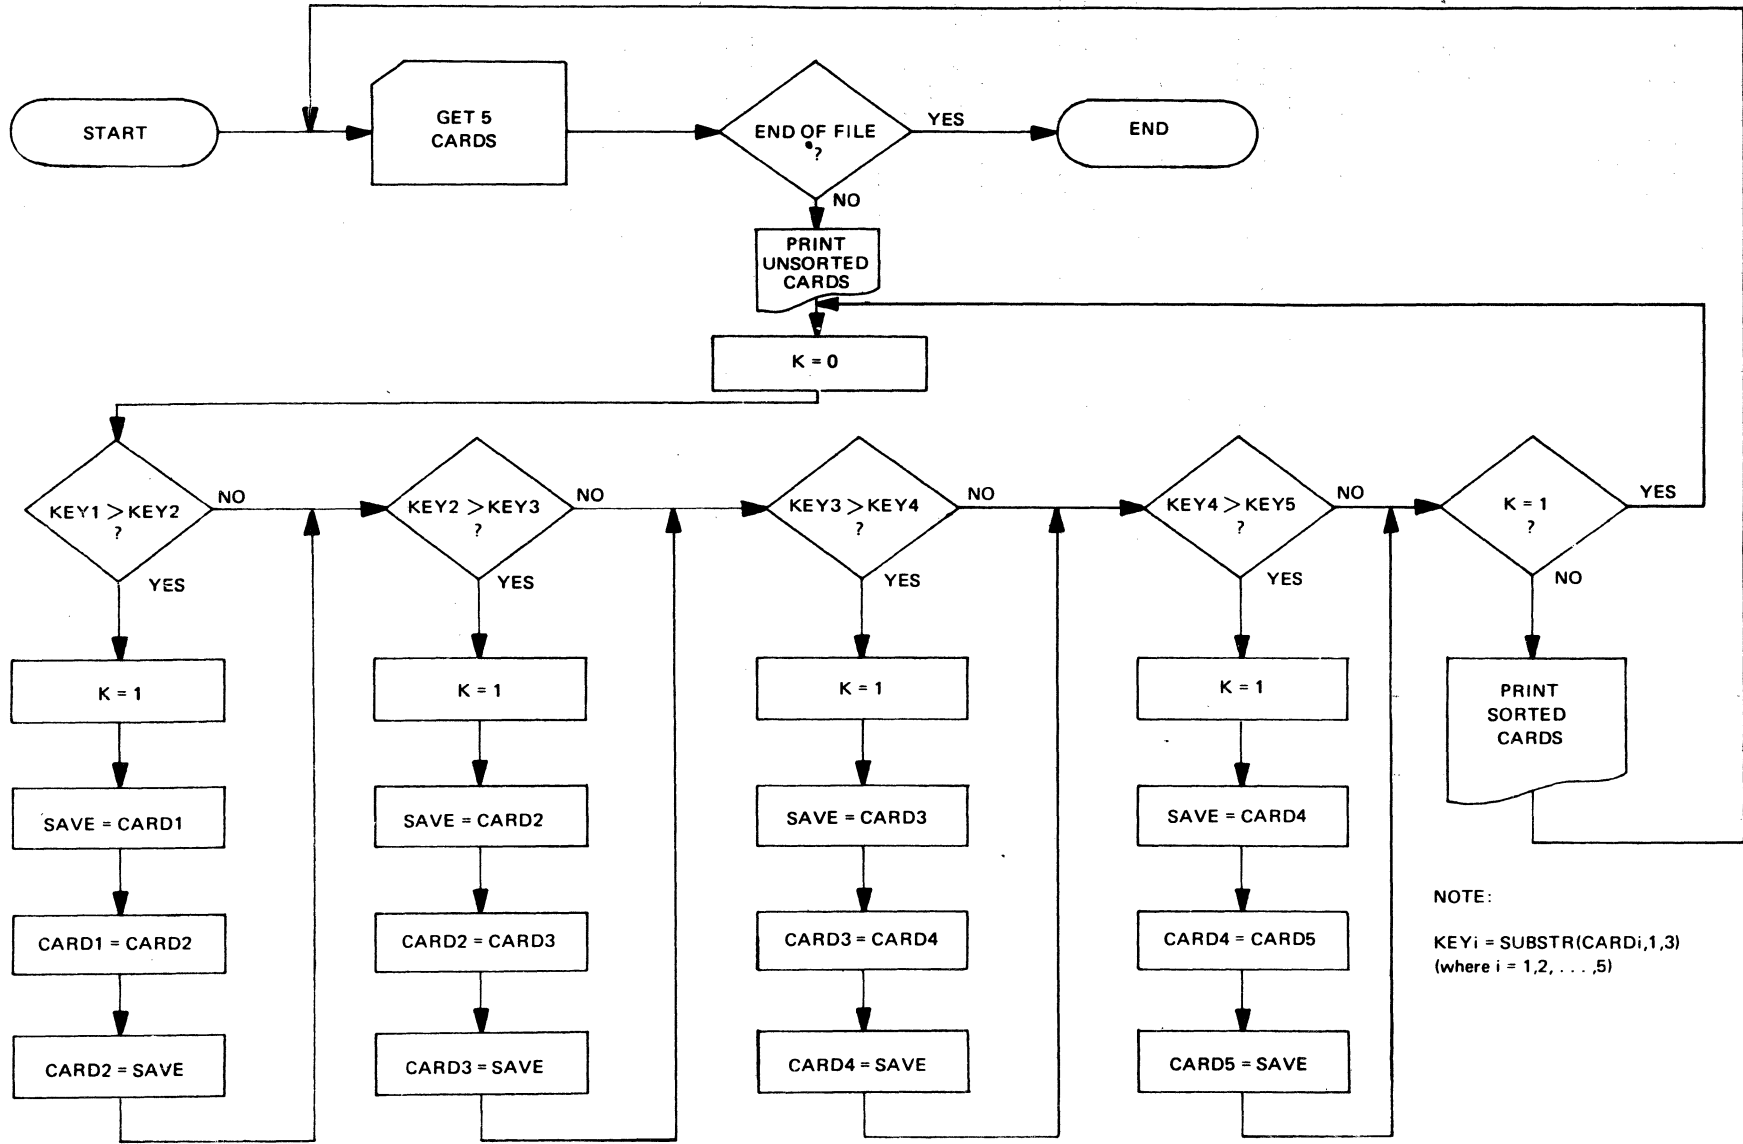 START
GET 5
CARDS
END OF FILE
?
YES
END
NO
PRINT
UNSORTED
CARDS
K = 0
KEY1 > KEY2
?
NO
YES
KEY2 > KEY3
?
NO
YES
KEY3 > KEY4
?
NO
YES
KEY4 > KEY5
?
NO
YES
K = 1
?
YES
NO
K = 1
SAVE = CARD1
CARD1 = CARD2
CARD2 = SAVE
K = 1
SAVE = CARD2
CARD2 = CARD3
CARD3 = SAVE
K = 1
SAVE = CARD3
CARD3 = CARD4
CARD4 = SAVE
K = 1
SAVE = CARD4
CARD4 = CARD5
CARD5 = SAVE
PRINT
SORTED
CARDS
NOTE:
KEYi = SUBSTR(CARDi,1,3)
(where i = 1,2, . . . ,5)